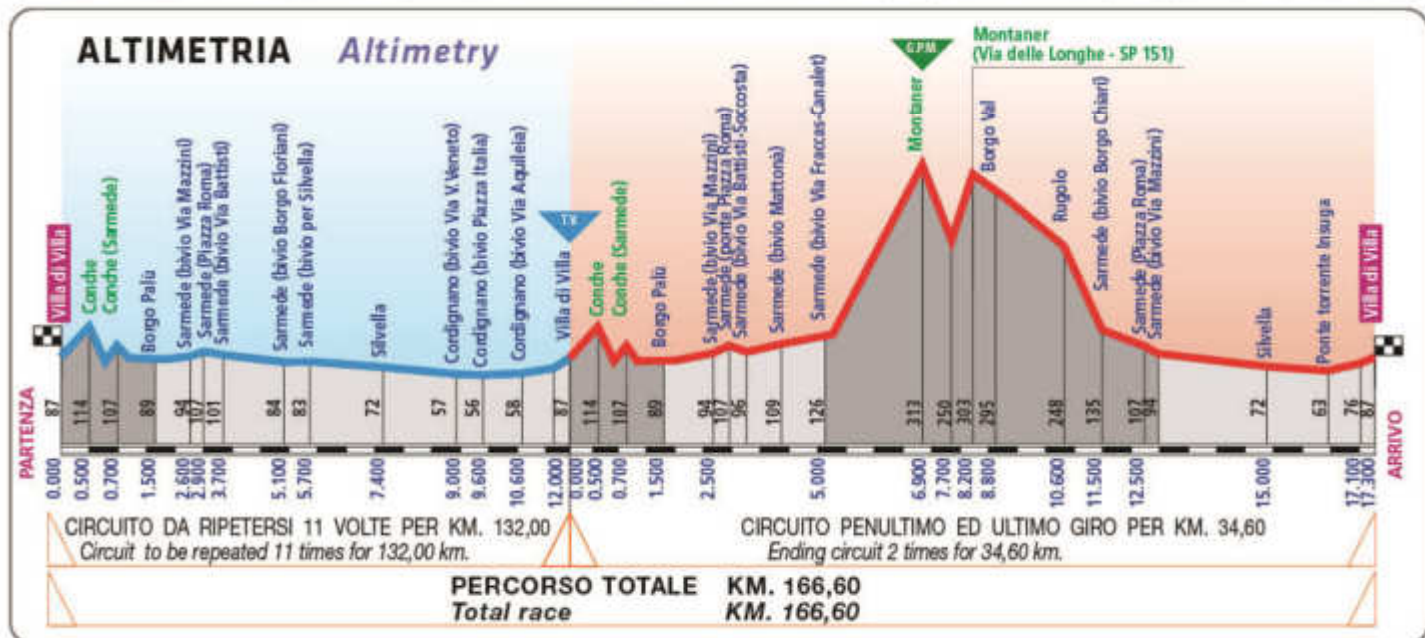 ALTIMETRIA Altimetry
G.P.M
Montaner
(Via delle Longhe - SP 151)
T.V.
Villa di Villa
Conche
Conche (Sarmede)
Borgo Palù
Sarmede (bivio Via Mazzini)
Sarmede (Piazza Roma)
Sarmede (bivio Via Battisti)
Sarmede (bivio Borgo Floriani)
Sarmede (bivio per Silvella)
Silvella
Cordignano (bivio Via V.Veneto)
Cordignano (bivio Piazza Italia)
Cordignano (bivio Via Aquileia)
Villa di Villa
Conche
Conche (Sarmede)
Borgo Palù
Sarmede (bivio Via Mazzini)
Sarmede (ponte Piazza Roma)
Sarmede (bivio Via Battisti-Soccosta)
Sarmede (bivio Mattonà)
Sarmede (bivio Via Fraccas-Canalet)
Montaner
Borgo Val
Rugolo
Sarmede (bivio Borgo Chiari)
Sarmede (Piazza Roma)
Sarmede (bivio Via Mazzini)
Silvella
Ponte torrente Insuga
Villa di Villa
PARTENZA
87 114 107 89 94 107 101 84 83 72 57 56 58 87 114 107 89 94 107 96 109 126 313 250 303 295 248 135 107 94 72 63 76 87
ARRIVO
0.000 0.500 0.700 1.500 2.600 2.900 3.700 5.100 5.700 7.400 9.000 9.600 10.600 12.000 0.000 0.500 0.700 1.500 2.500 5.000 6.900 7.700 8.200 8.800 10.600 11.500 12.500 15.000 17.100 17.300
CIRCUITO DA RIPETERSI 11 VOLTE PER KM. 132,00
Circuit to be repeated 11 times for 132,00 km.
CIRCUITO PENULTIMO ED ULTIMO GIRO PER KM. 34,60
Ending circuit 2 times for 34,60 km.
PERCORSO TOTALE KM. 166,60
Total race KM. 166,60